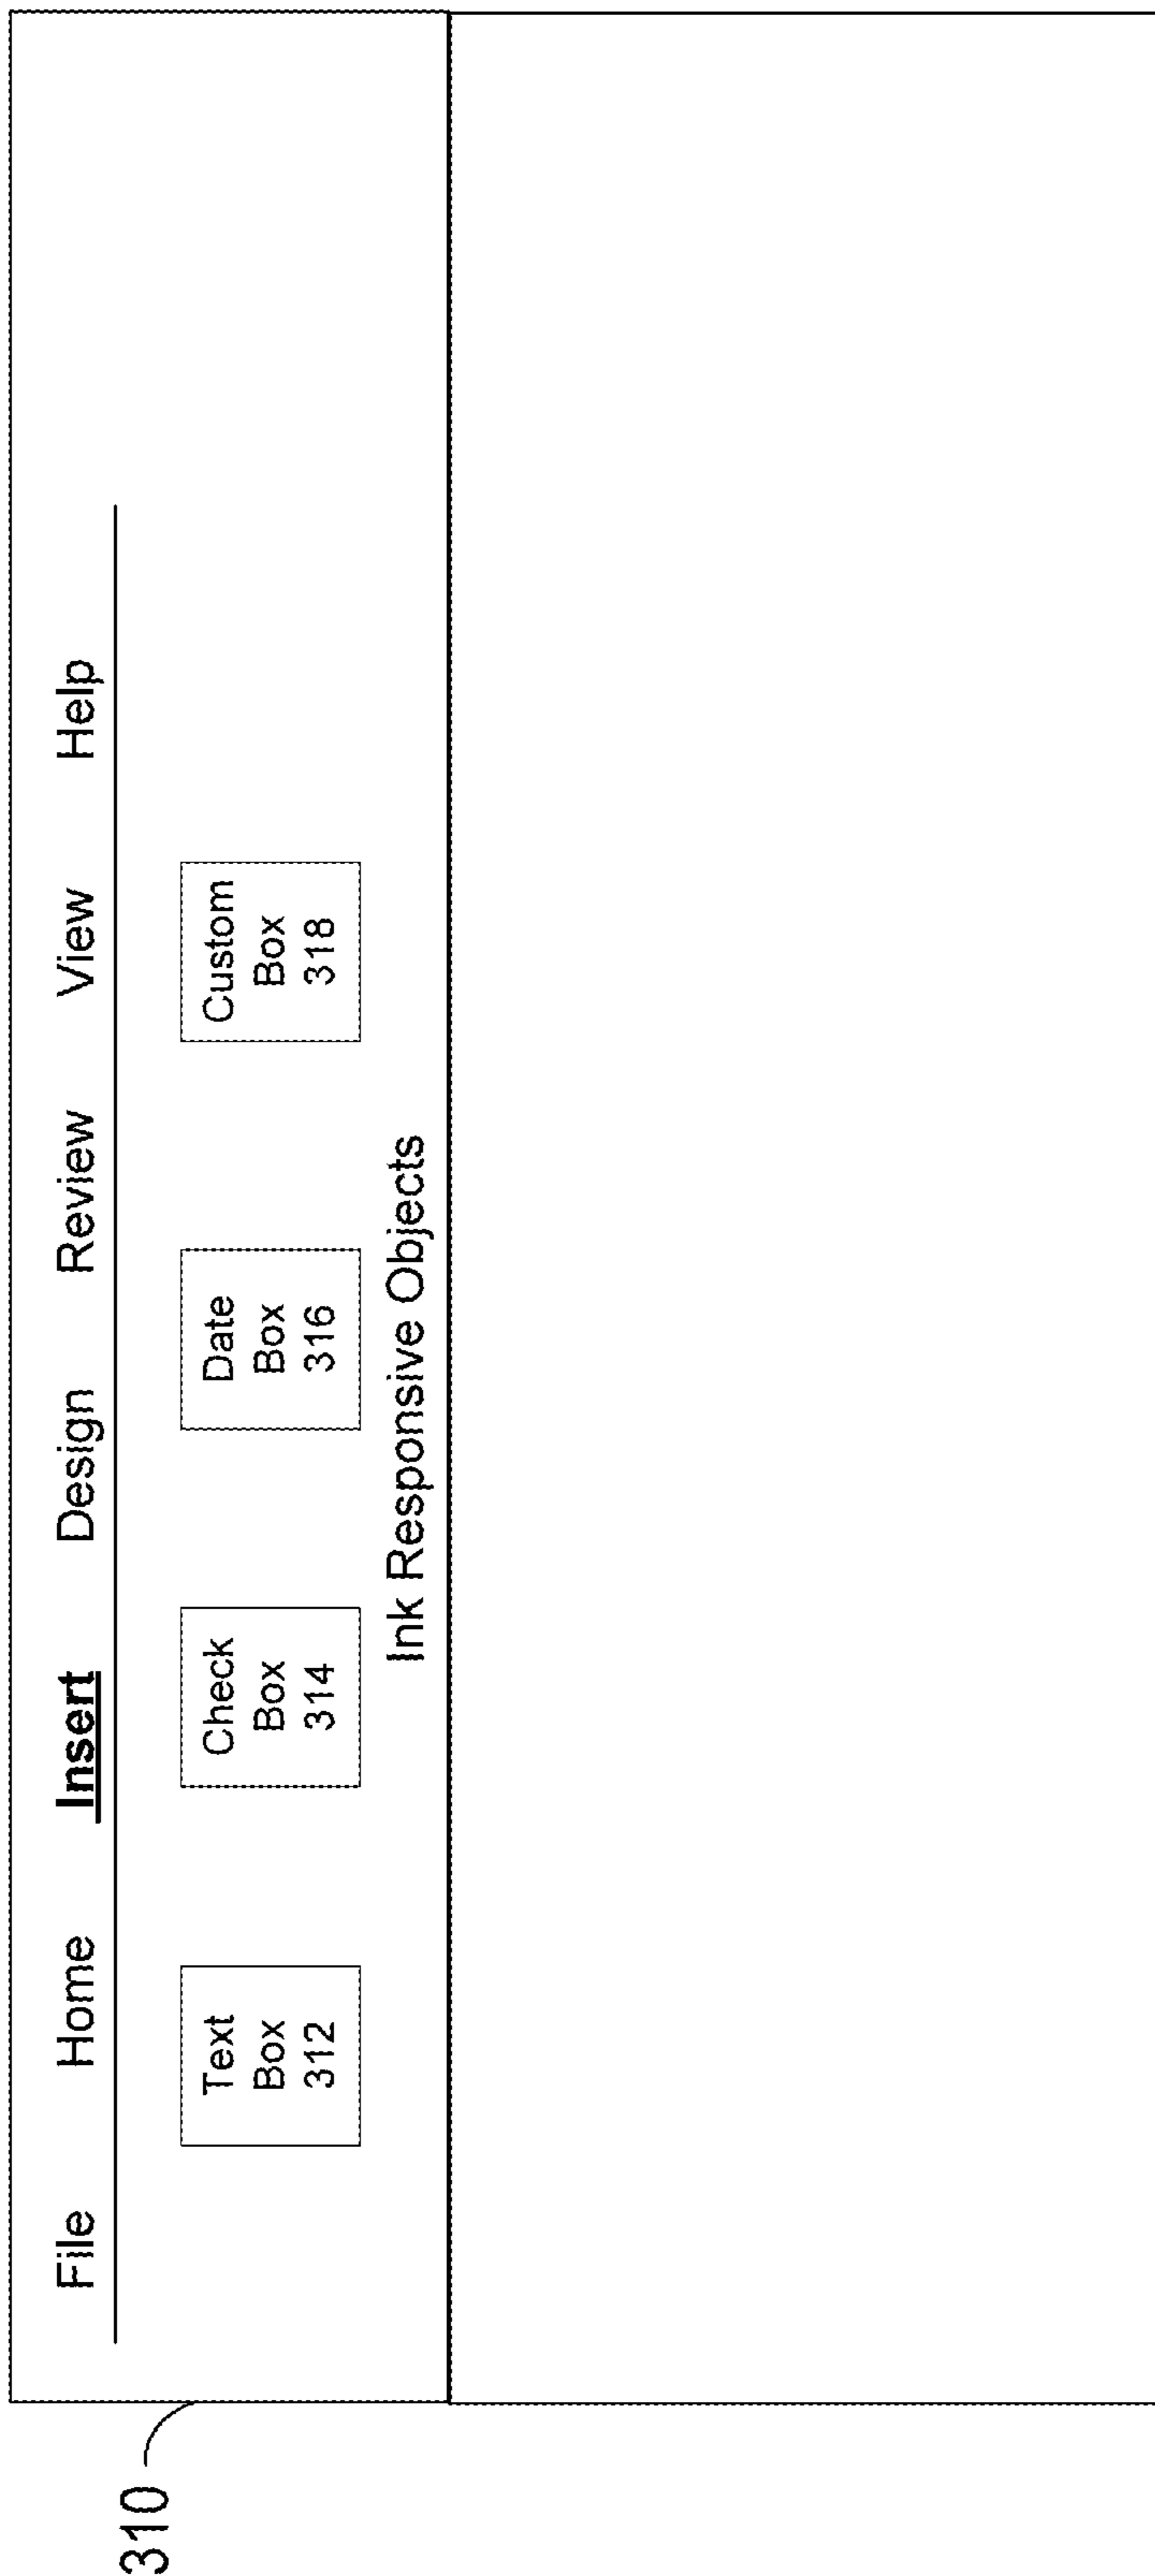 File Home Insert Design Review View Help
Text Box 312
Check Box 314
Date Box 316
Custom Box 318
Ink Responsive Objects
310